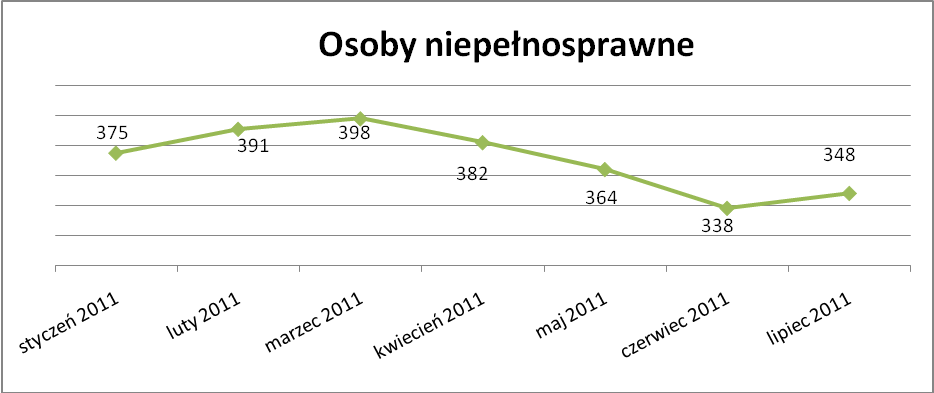 Osoby niepełnosprawne
375
391
398
382
364
338
348
styczeń 2011
luty 2011
marzec 2011
kwiecień 2011
maj 2011
czerwiec 2011
lipiec 2011